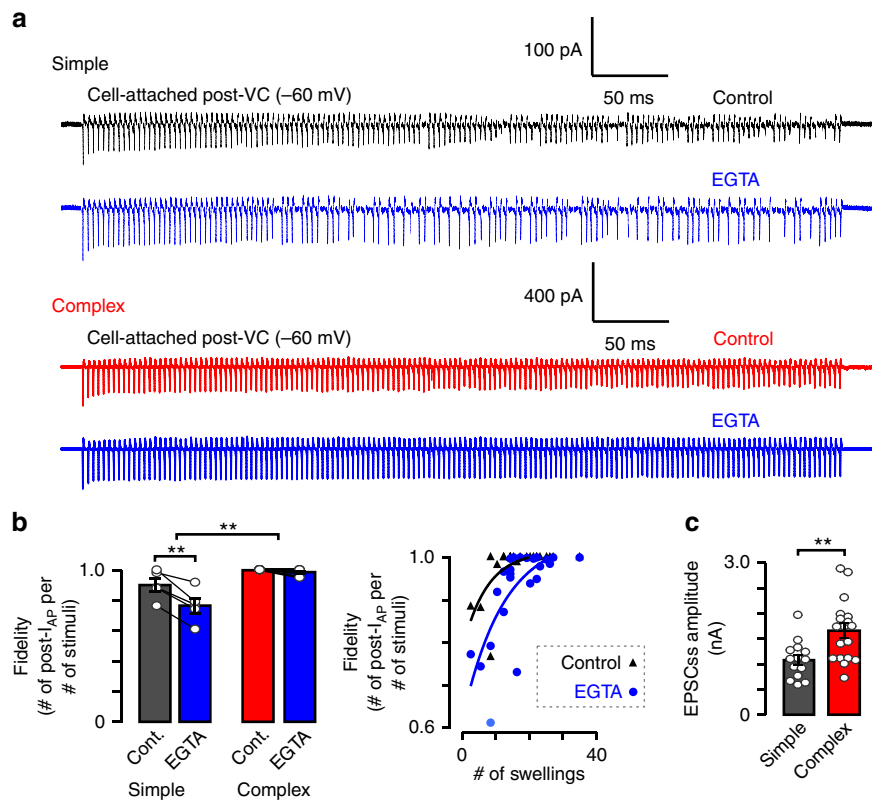 a
100 pA
50 ms
Simple
Cell-attached post-VC (–60 mV)
Control
EGTA
400 pA
50 ms
Complex
Cell-attached post-VC (–60 mV)
Control
EGTA
b
**
**
Fidelity
(# of post-IAP per
# of stimuli)
1.0
0
Cont.
EGTA
Cont.
EGTA
Simple
Complex
Fidelity
(# of post-IAP per
# of stimuli)
1.0
0.6
Control
EGTA
0
40
# of swellings
c
**
EPSCss amplitude
(nA)
3.0
0
Simple
Complex